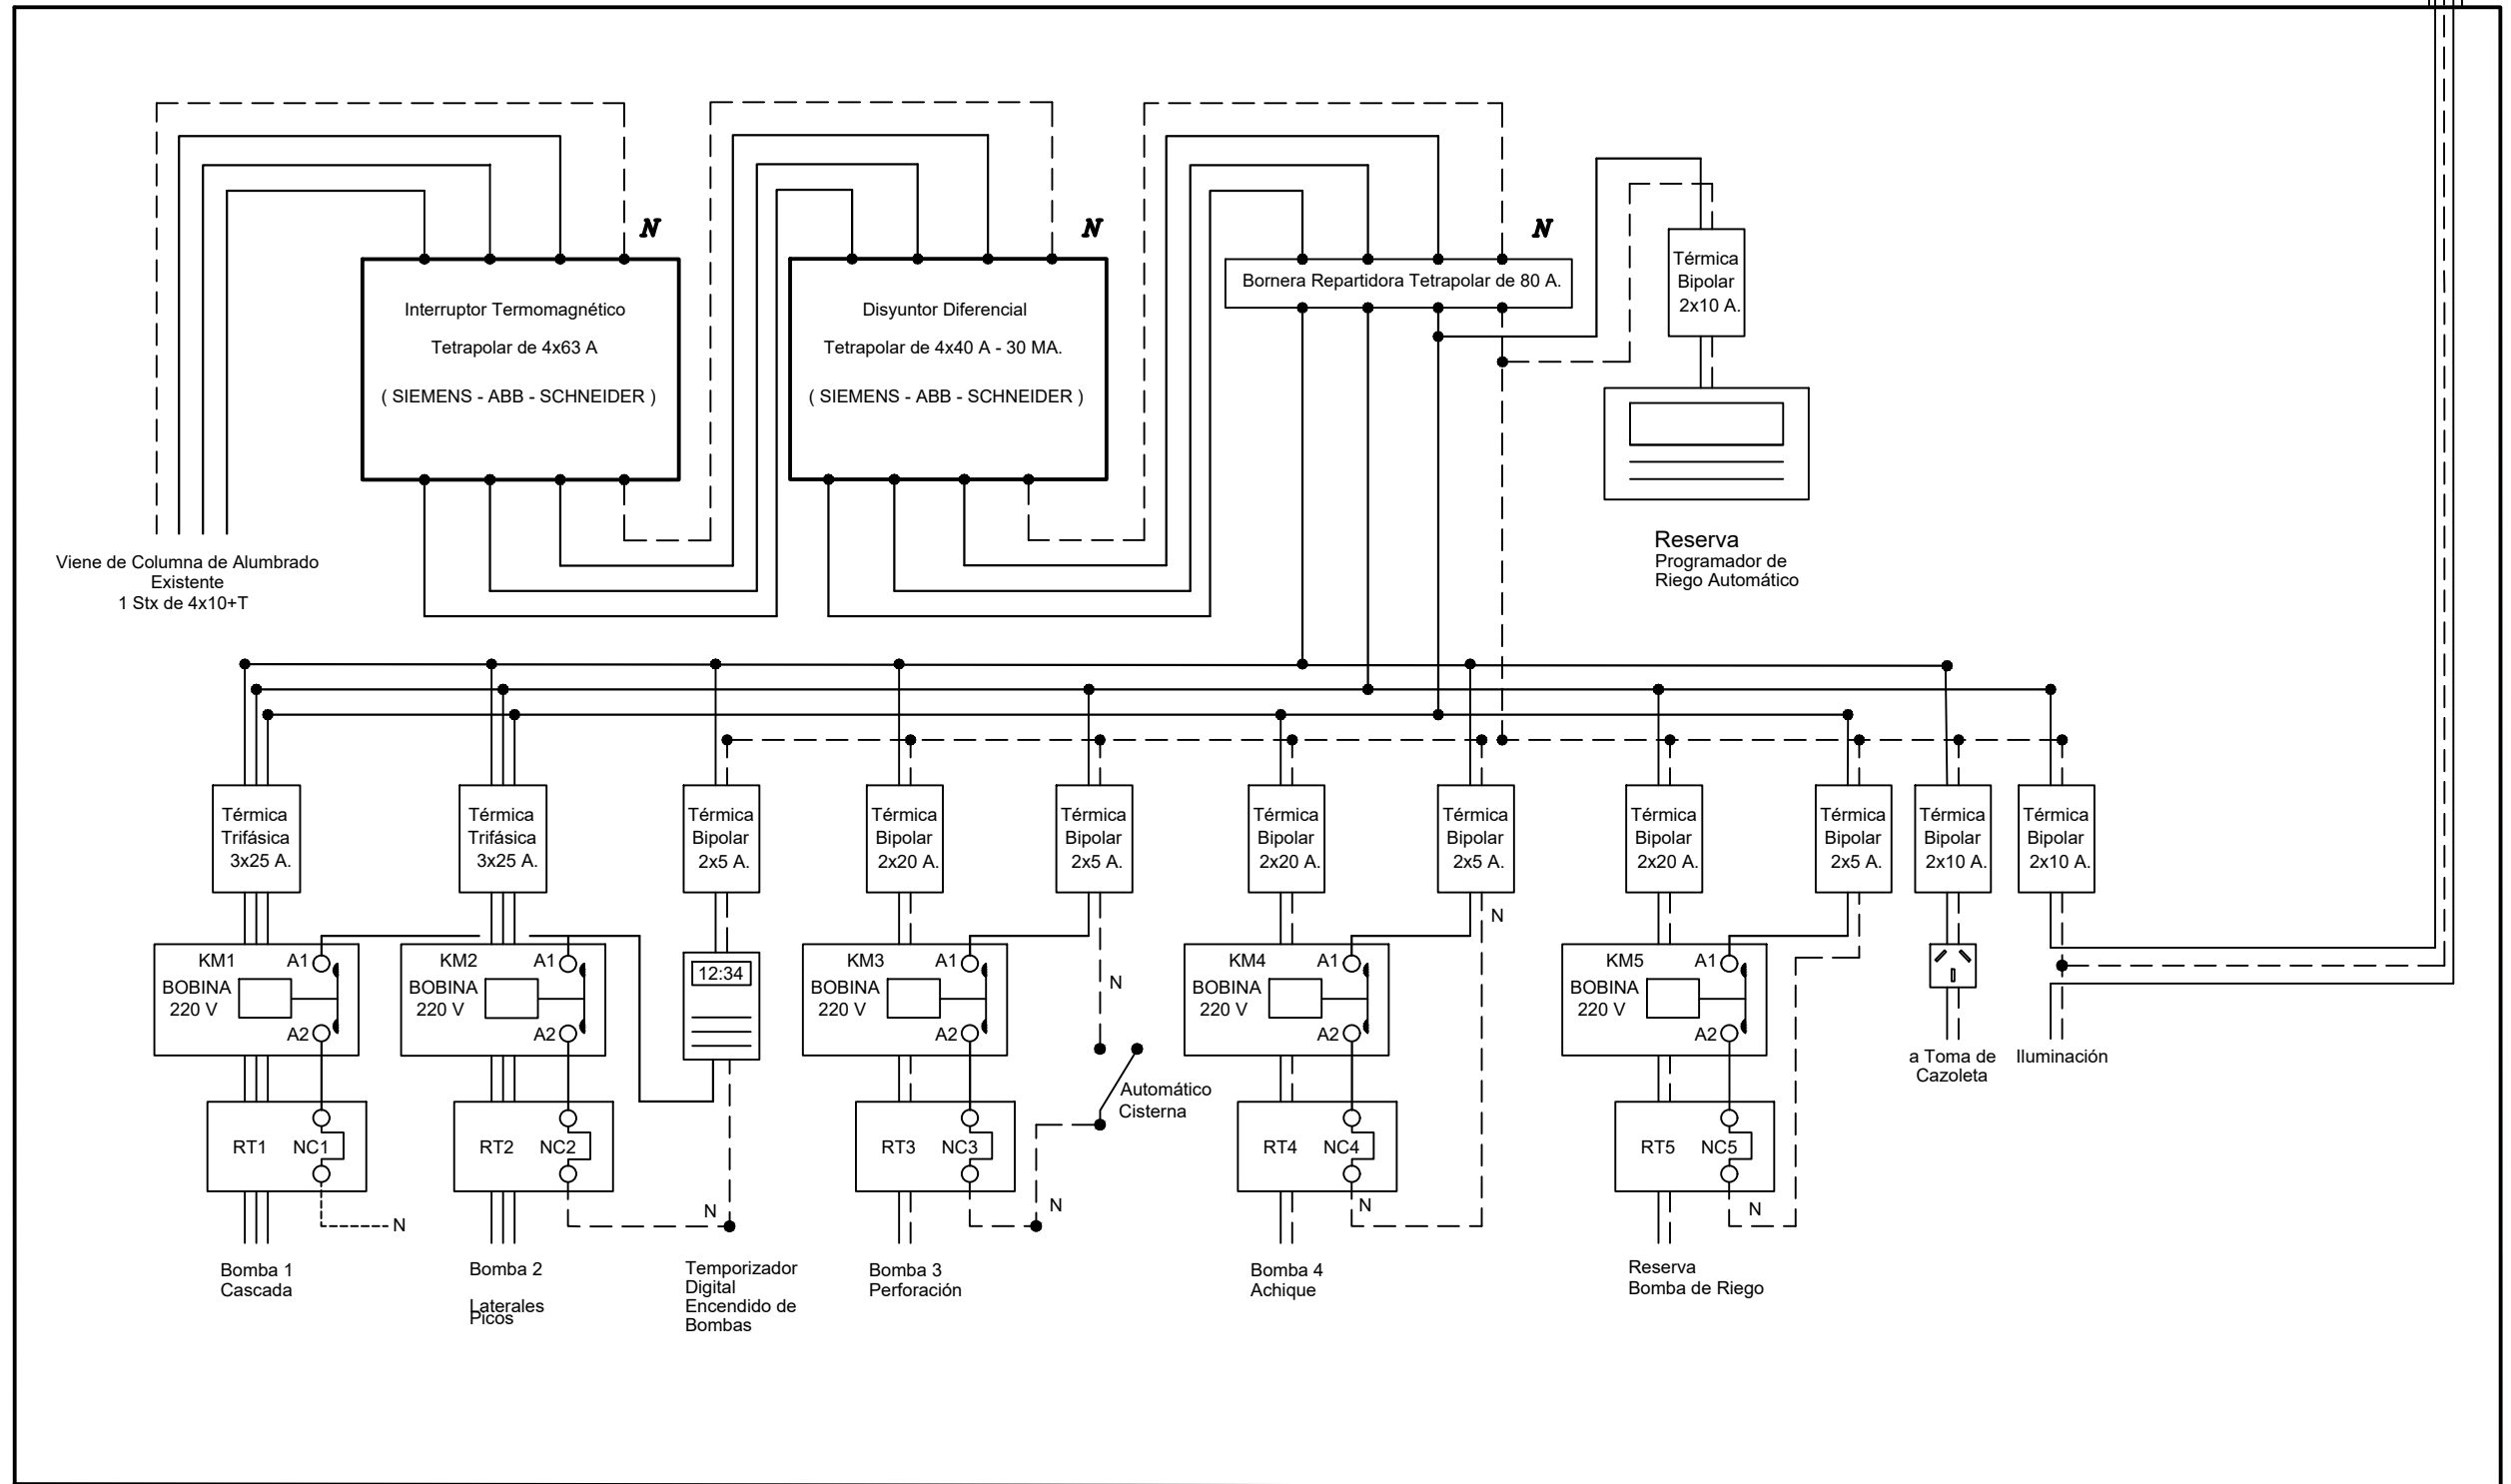 N
N
N
Interruptor Termomagnético
Tetrapolar de 4x63 A
( SIEMENS - ABB - SCHNEIDER )
Disyuntor Diferencial
Tetrapolar de 4x40 A - 30 MA.
( SIEMENS - ABB - SCHNEIDER )
Bornera Repartidora Tetrapolar de 80 A.
Térmica
Bipolar
2x10 A.
Reserva
Programador de
Riego Automático
Viene de Columna de Alumbrado
Existente
1 Stx de 4x10+T
Térmica
Trifásica
3x25 A.
Térmica
Trifásica
3x25 A.
Térmica
Bipolar
2x5 A.
Térmica
Bipolar
2x20 A.
Térmica
Bipolar
2x5 A.
Térmica
Bipolar
2x20 A.
Térmica
Bipolar
2x5 A.
Térmica
Bipolar
2x20 A.
Térmica
Bipolar
2x5 A.
Térmica
Bipolar
2x10 A.
Térmica
Bipolar
2x10 A.
KM1
A1
BOBINA
220 V
A2
KM2
A1
BOBINA
220 V
A2
12:34
KM3
A1
BOBINA
220 V
A2
N
KM4
A1
BOBINA
220 V
A2
N
KM5
A1
BOBINA
220 V
A2
a Toma de
Cazoleta
Iluminación
Automático
Cisterna
RT1
NC1
N
RT2
NC2
N
RT3
NC3
N
RT4
NC4
N
RT5
NC5
N
Bomba 1
Cascada
Bomba 2
Laterales
Picos
Temporizador
Digital
Encendido de
Bombas
Bomba 3
Perforación
Bomba 4
Achique
Reserva
Bomba de Riego